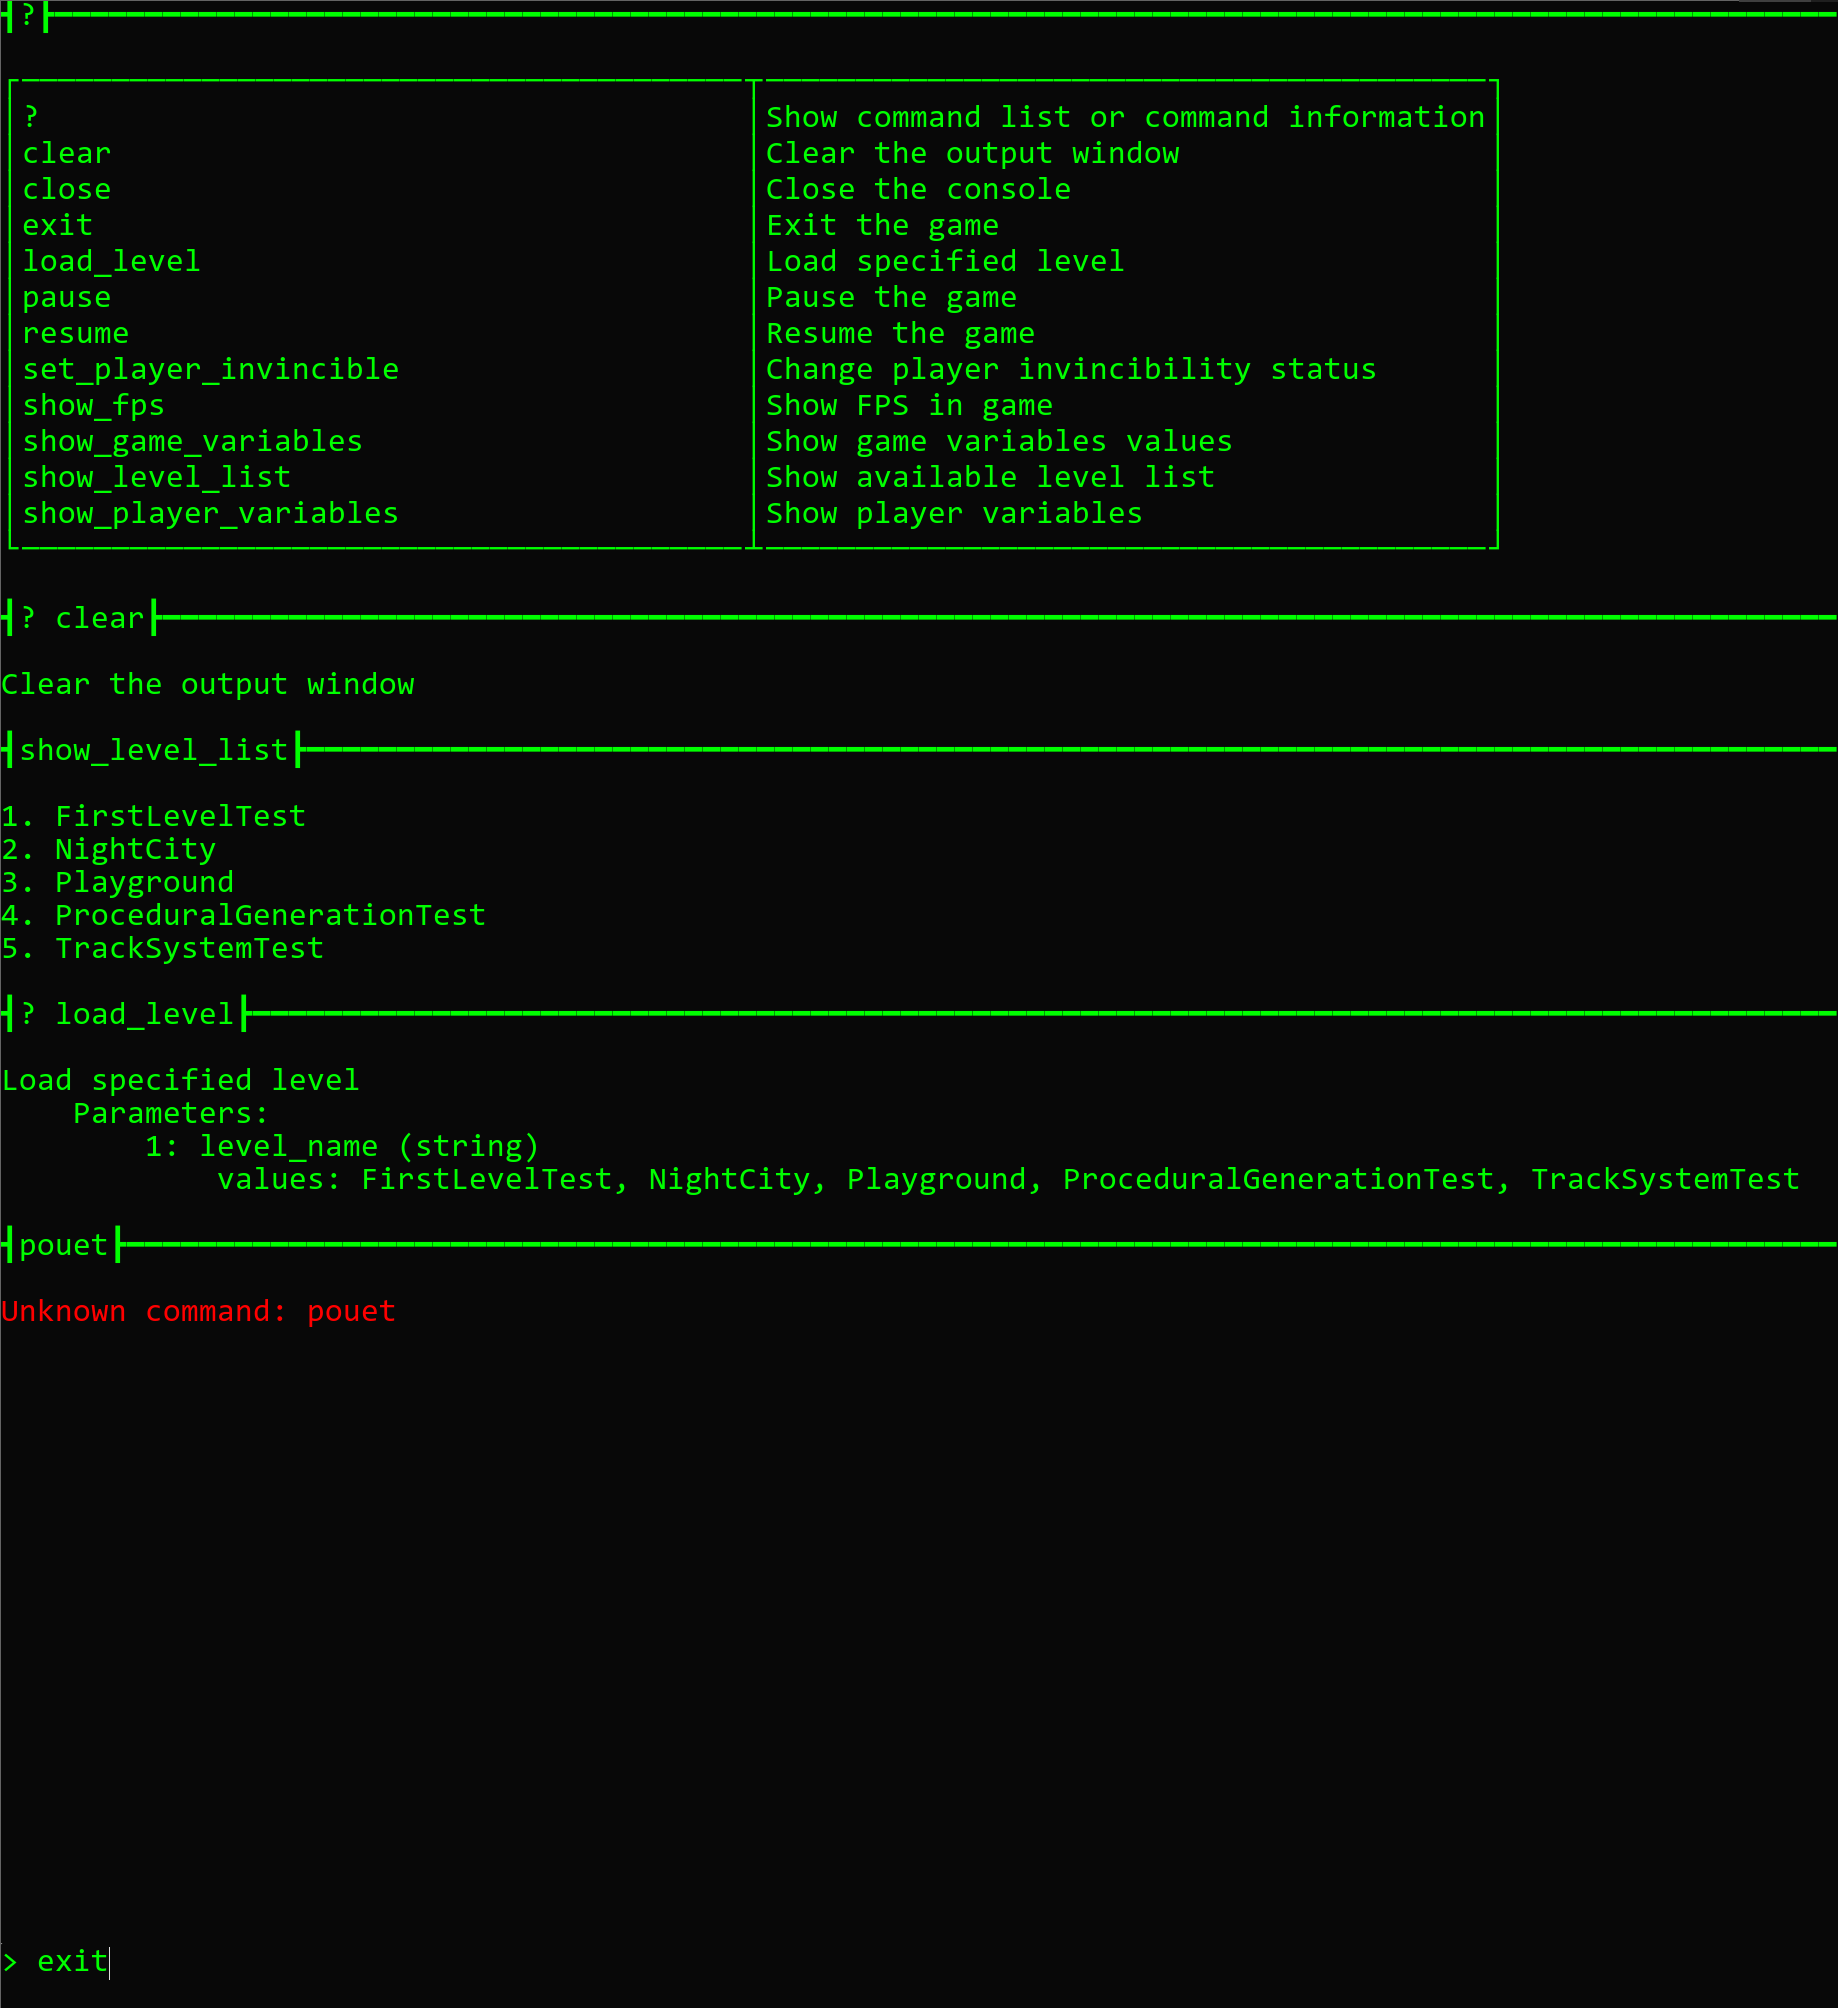 ?
? Show command list or command information
clear Clear the output window
close Close the console
exit Exit the game
load_level Load specified level
pause Pause the game
resume Resume the game
set_player_invincible Change player invincibility status
show_fps Show FPS in game
show_game_variables Show game variables values
show_level_list Show available level list
show_player_variables Show player variables
? clear
Clear the output window
show_level_list
1. FirstLevelTest
2. NightCity
3. Playground
4. ProceduralGenerationTest
5. TrackSystemTest
? load_level
Load specified level
Parameters:
1: level_name (string)
values: FirstLevelTest, NightCity, Playground, ProceduralGenerationTest, TrackSystemTest
pouet
Unknown command: pouet
> exit